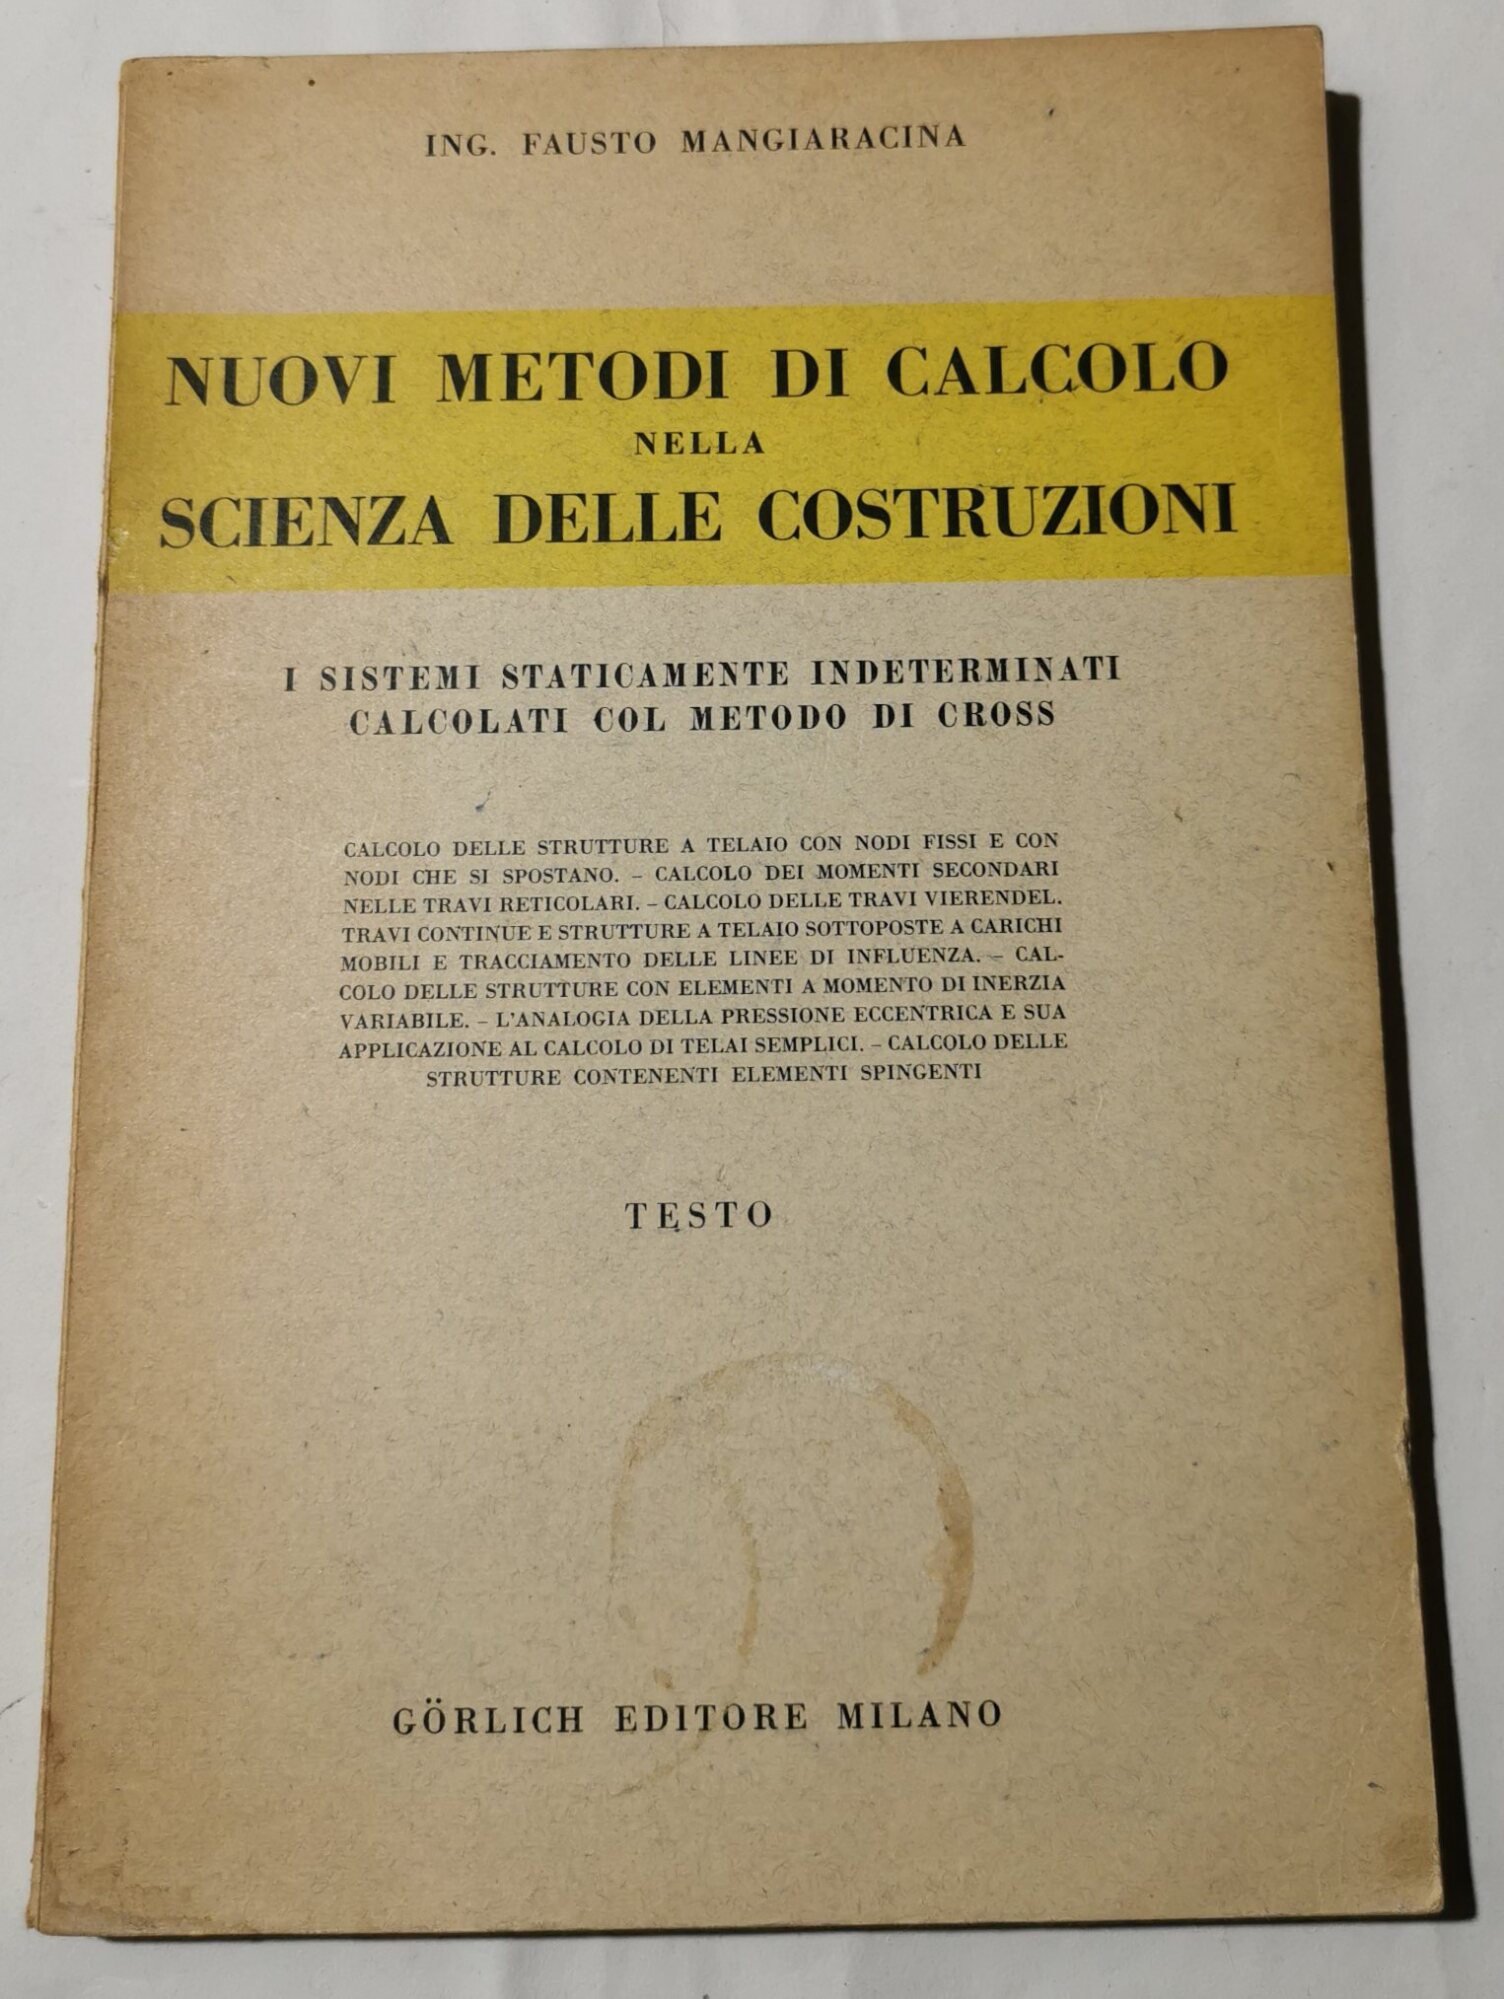 ING. FAUSTO MANGIARACINA
NUOVI METODI DI CALCOLO
NELLA
SCIENZA DELLE COSTRUZIONI
I SISTEMI STATICAMENTE INDETERMINATI
CALCOLATI COL METODO DI CROSS
CALCOLO DELLE STRUTTURE A TELAIO CON NODI FISSI E CON
NODI CHE SI SPOSTANO. – CALCOLO DEI MOMENTI SECONDARI
NELLE TRAVI RETICOLARI. – CALCOLO DELLE TRAVI VIERENDEL.
TRAVI CONTINUE E STRUTTURE A TELAIO SOTTOPOSTE A CARICHI
MOBILI E TRACCIAMENTO DELLE LINEE DI INFLUENZA. – CAL-
COLO DELLE STRUTTURE CON ELEMENTI A MOMENTO DI INERZIA
VARIABILE. – L'ANALOGIA DELLA PRESSIONE ECCENTRICA E SUA
APPLICAZIONE AL CALCOLO DI TELAI SEMPLICI. – CALCOLO DELLE
STRUTTURE CONTENENTI ELEMENTI SPINGENTI
TESTO
GÖRLICH EDITORE MILANO